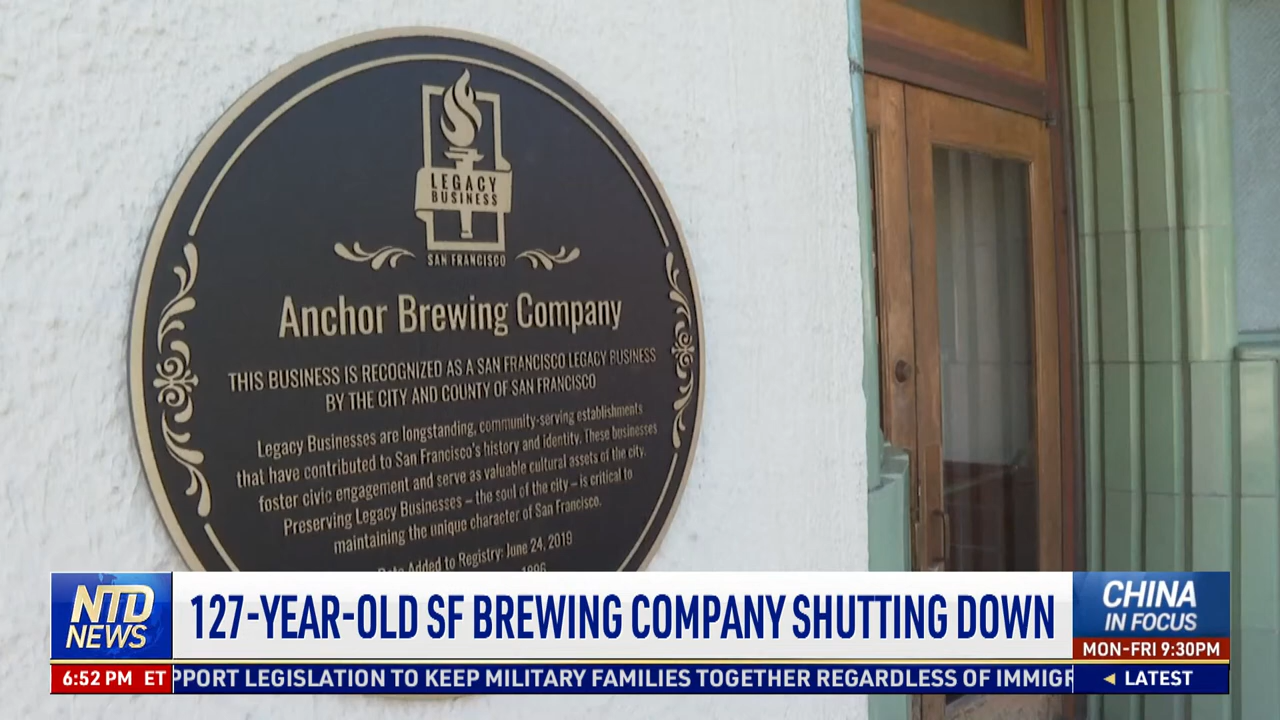 LEGACY
BUSINESS
SAN FRANCISCO
Anchor Brewing Company
THIS BUSINESS IS RECOGNIZED AS A SAN FRANCISCO LEGACY BUSINESS
BY THE CITY AND COUNTY OF SAN FRANCISCO
Legacy Businesses are longstanding, community-serving establishments
that have contributed to San Francisco's history and identity. These businesses
foster civic engagement and serve as valuable cultural assets of the city.
Preserving Legacy Businesses – the soul of the city – is critical to
maintaining the unique character of San Francisco.
Date Added to Registry: June 24, 2019
1896
NTD
NEWS
127-YEAR-OLD SF BREWING COMPANY SHUTTING DOWN
CHINA
IN FOCUS
MON-FRI 9:30PM
6:52 PM ET
PPORT LEGISLATION TO KEEP MILITARY FAMILIES TOGETHER REGARDLESS OF IMMIGR
◄ LATEST